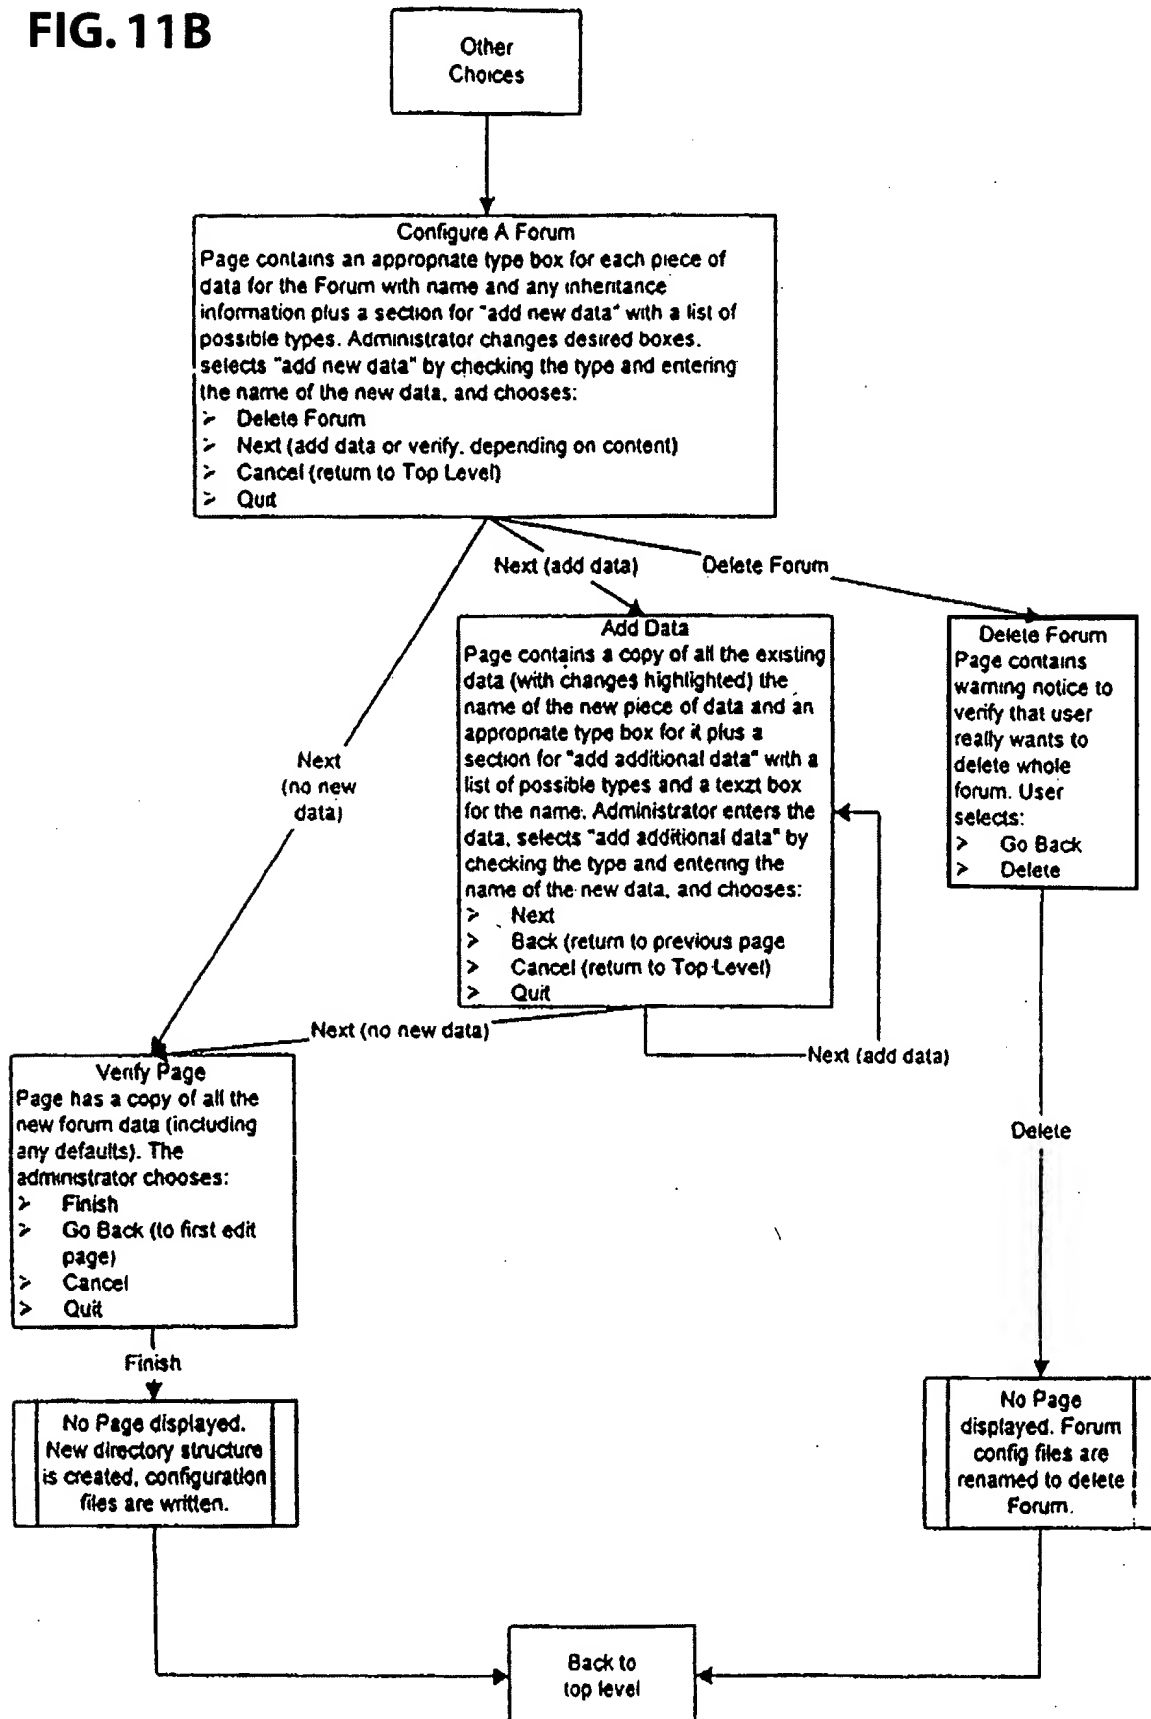 FIG. 11B
Other
Choices
Configure A Forum
Page contains an appropriate type box for each piece of
data for the Forum with name and any inheritance
information plus a section for "add new data" with a list of
possible types. Administrator changes desired boxes,
selects "add new data" by checking the type and entering
the name of the new data, and chooses:
> Delete Forum
> Next (add data or verify, depending on content)
> Cancel (return to Top Level)
> Quit
Next (add data)
Delete Forum
Next
(no new
data)
Add Data
Page contains a copy of all the existing
data (with changes highlighted) the
name of the new piece of data and an
appropriate type box for it plus a
section for "add additional data" with a
list of possible types and a texzt box
for the name. Administrator enters the
data, selects "add additional data" by
checking the type and entering the
name of the new data, and chooses:
> Next
> Back (return to previous page
> Cancel (return to Top Level)
> Quit
Delete Forum
Page contains
warning notice to
verify that user
really wants to
delete whole
forum. User
selects:
> Go Back
> Delete
Next (no new data)
Next (add data)
Verify Page
Page has a copy of all the
new forum data (including
any defaults). The
administrator chooses:
> Finish
> Go Back (to first edit
page)
> Cancel
> Quit
Delete
Finish
No Page displayed.
New directory structure
is created, configuration
files are written.
No Page
displayed. Forum
config files are
renamed to delete
Forum.
Back to
top level